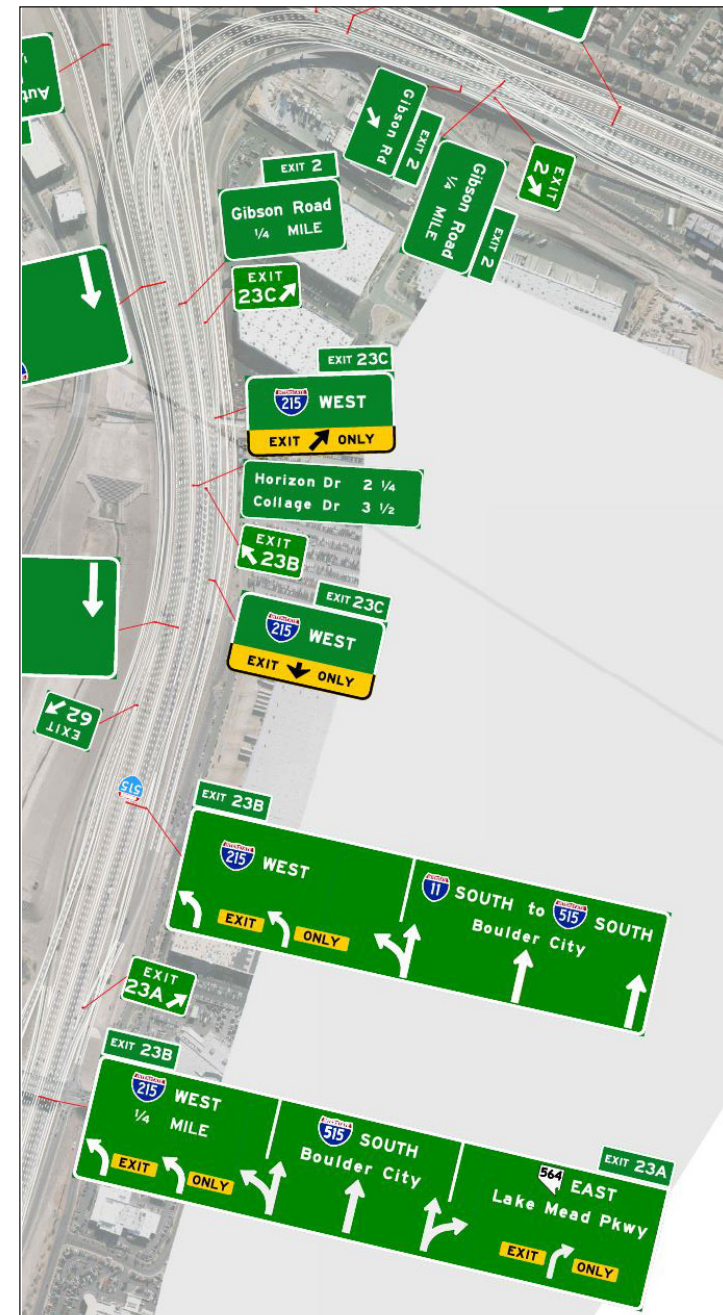 Aut
Gibson Rd
EXIT 2
EXIT
2
Gibson Road
1/4 MILE
EXIT 2
EXIT 2
Gibson Road
1/4 MILE
EXIT
23C
EXIT 23C
INTERSTATE
215 WEST
EXIT ONLY
Horizon Dr 2 1/4
Collage Dr 3 1/2
EXIT
23B
EXIT 23C
INTERSTATE
215 WEST
EXIT ONLY
EXIT
62
515
EXIT 23B
215 WEST
EXIT ONLY
11 SOUTH to 515 SOUTH
Boulder City
EXIT
23A
EXIT 23B
215 WEST
1/4 MILE
EXIT ONLY
515 SOUTH
Boulder City
EXIT 23A
564 EAST
Lake Mead Pkwy
EXIT ONLY